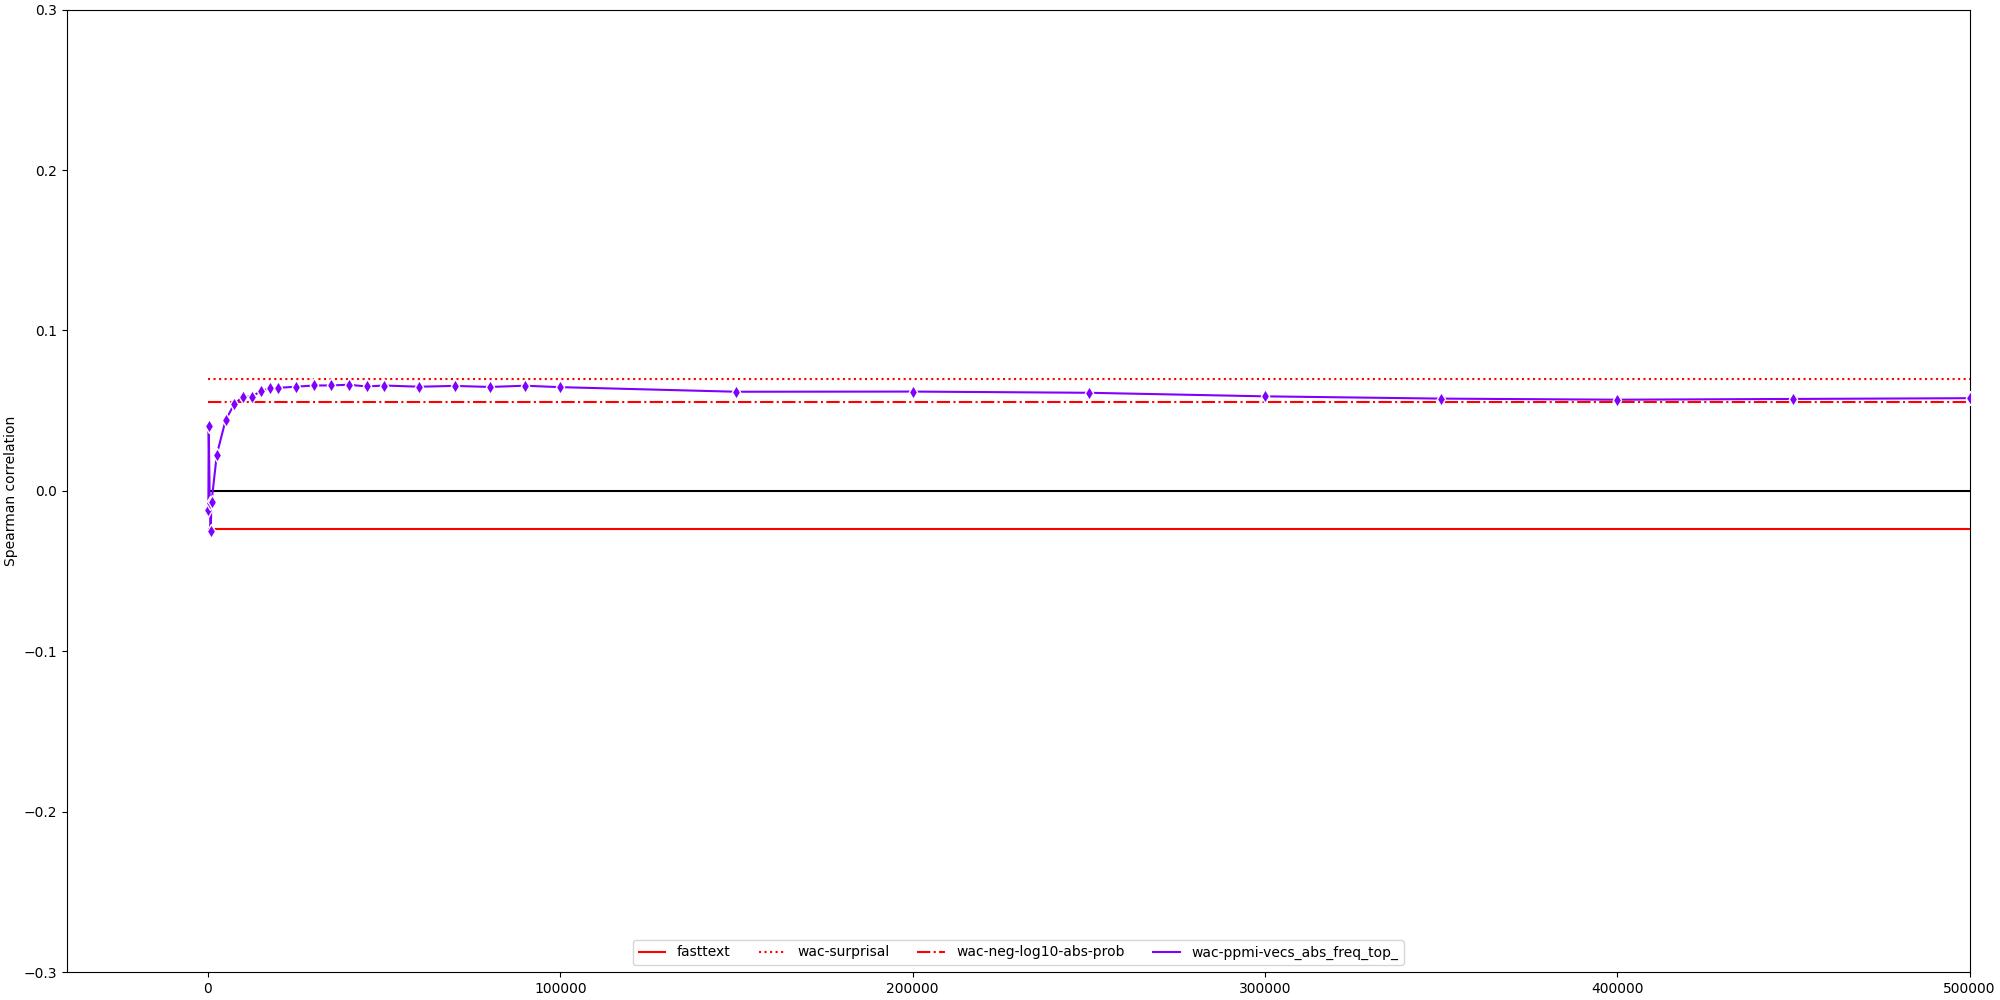 0.3
0.2
0.1
0.0
−0.1
−0.2
−0.3
Spearman correlation
fasttext wac-surprisal wac-neg-log10-abs-prob wac-ppmi-vecs_abs_freq_top_
0 100000 200000 300000 400000 500000